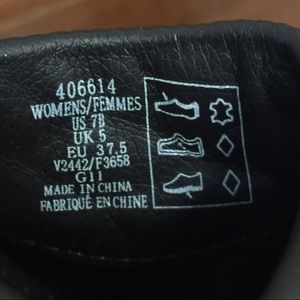 406614
WOMENS/FEMMES
US 7B
UK 5
EU 37.5
V2442/F3658
G11
MADE IN CHINA
FABRIQUÉ EN CHINE